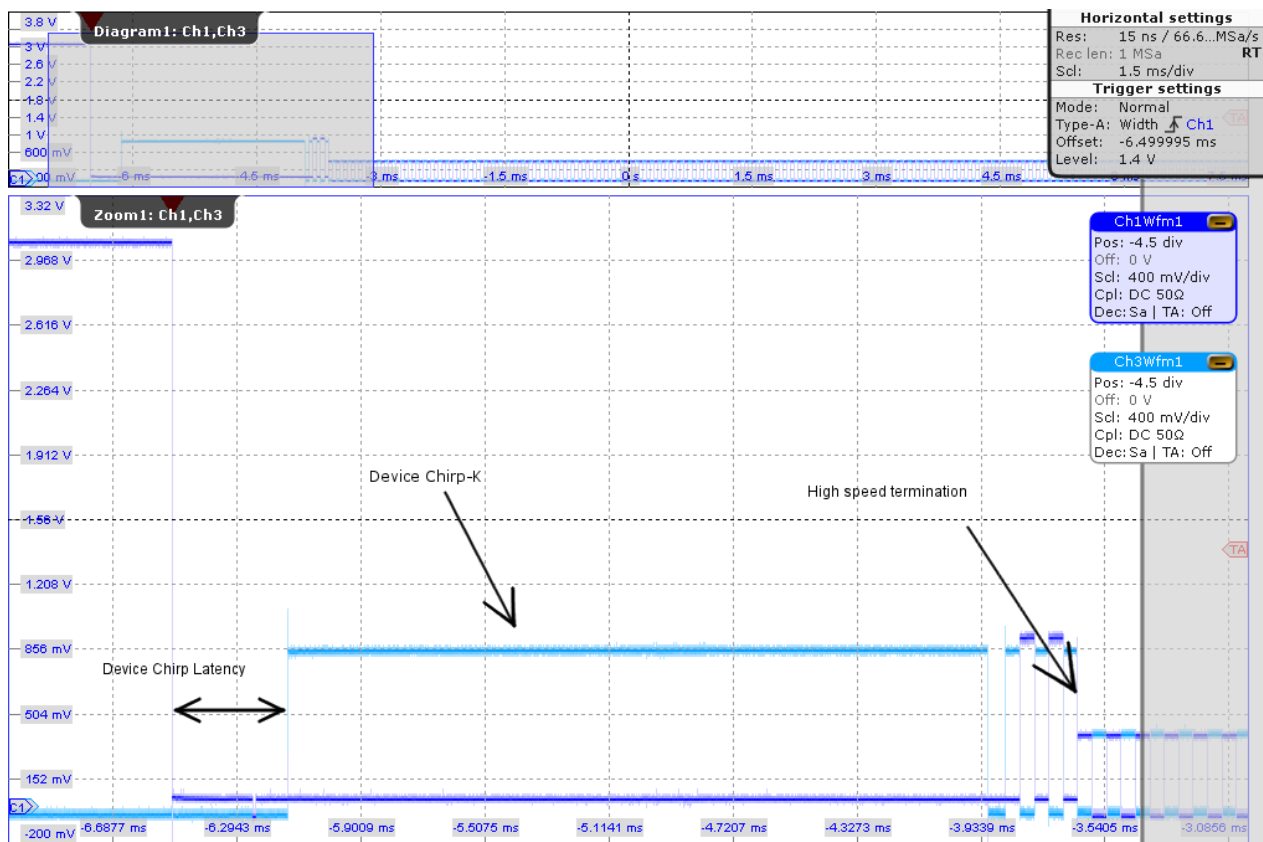 3.8 V
Diagram1: Ch1,Ch3
3 V
2.6 V
2.2 V
1.8 V
1.4 V
1 V
600 mV
C1
00 mV
-6 ms
4.5 ms
-3 ms
-1.5 ms
0 s
1.5 ms
3 ms
4.5 ms
Horizontal settings
Res: 15 ns / 66.6...MSa/s
Rec len: 1 MSa RT
Scl: 1.5 ms/div
Trigger settings
Mode: Normal
Type-A: Width Ch1
Offset: -6.499995 ms
Level: 1.4 V
TA
3.32 V
Zoom1: Ch1,Ch3
2.968 V
2.616 V
2.264 V
1.912 V
1.56 V
1.208 V
856 mV
504 mV
152 mV
C1
-200 mV
Device Chirp-K
High speed termination
Device Chirp Latency
Ch1Wfm1
Pos: -4.5 div
Off: 0 V
Scl: 400 mV/div
Cpl: DC 50Ω
Dec: Sa | TA: Off
Ch3Wfm1
Pos: -4.5 div
Off: 0 V
Scl: 400 mV/div
Cpl: DC 50Ω
Dec: Sa | TA: Off
TA
-6.6877 ms
-6.2943 ms
-5.9009 ms
-5.5075 ms
-5.1141 ms
-4.7207 ms
-4.3273 ms
-3.9339 ms
-3.5405 ms
-3.0856 ms